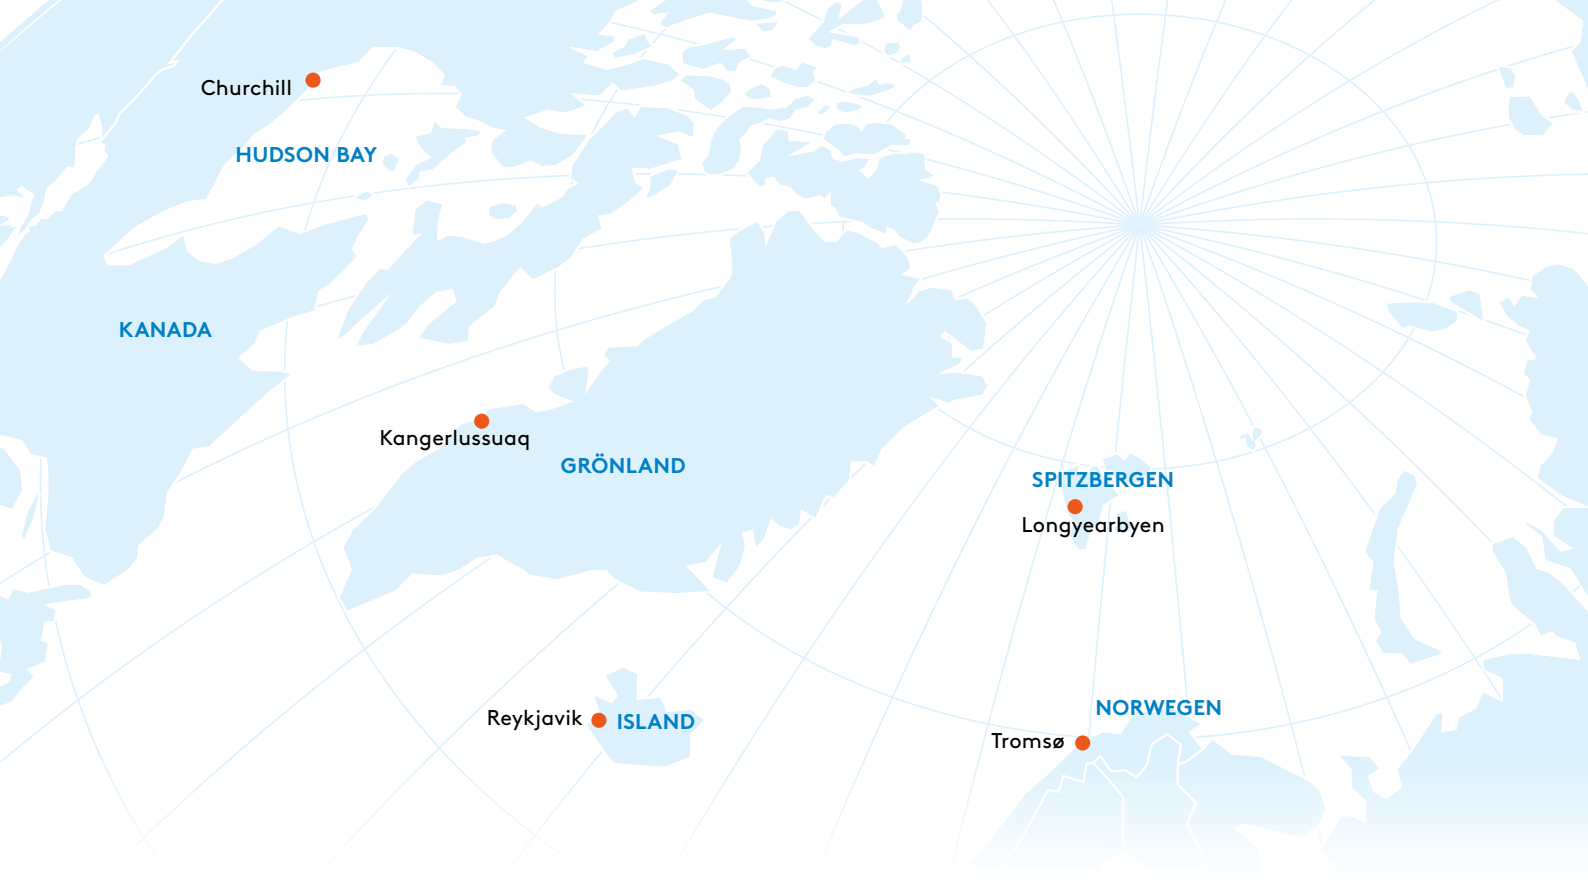 Churchill
HUDSON BAY
KANADA
Kangerlussuaq
GRÖNLAND
SPITZBERGEN
Longyearbyen
NORWEGEN
Reykjavik
ISLAND
Tromsø